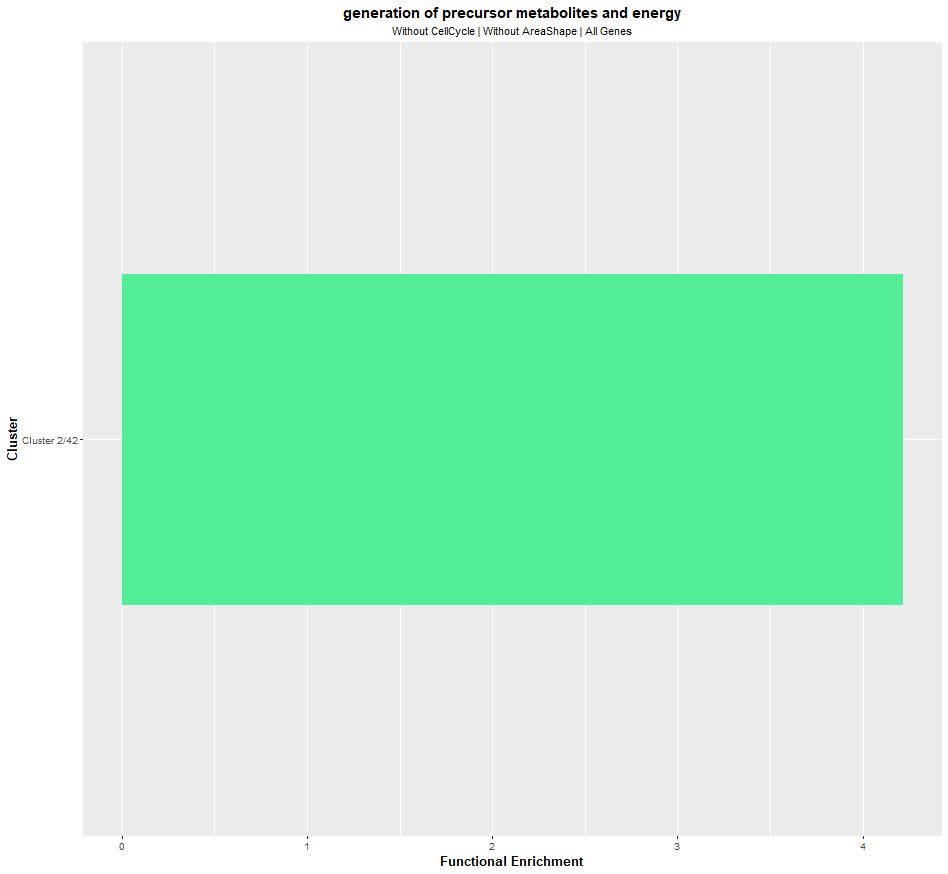 generation of precursor metabolites and energy
Without CellCycle | Without AreaShape | All Genes
Cluster
Cluster 2/42
0 1 2 3 4
Functional Enrichment